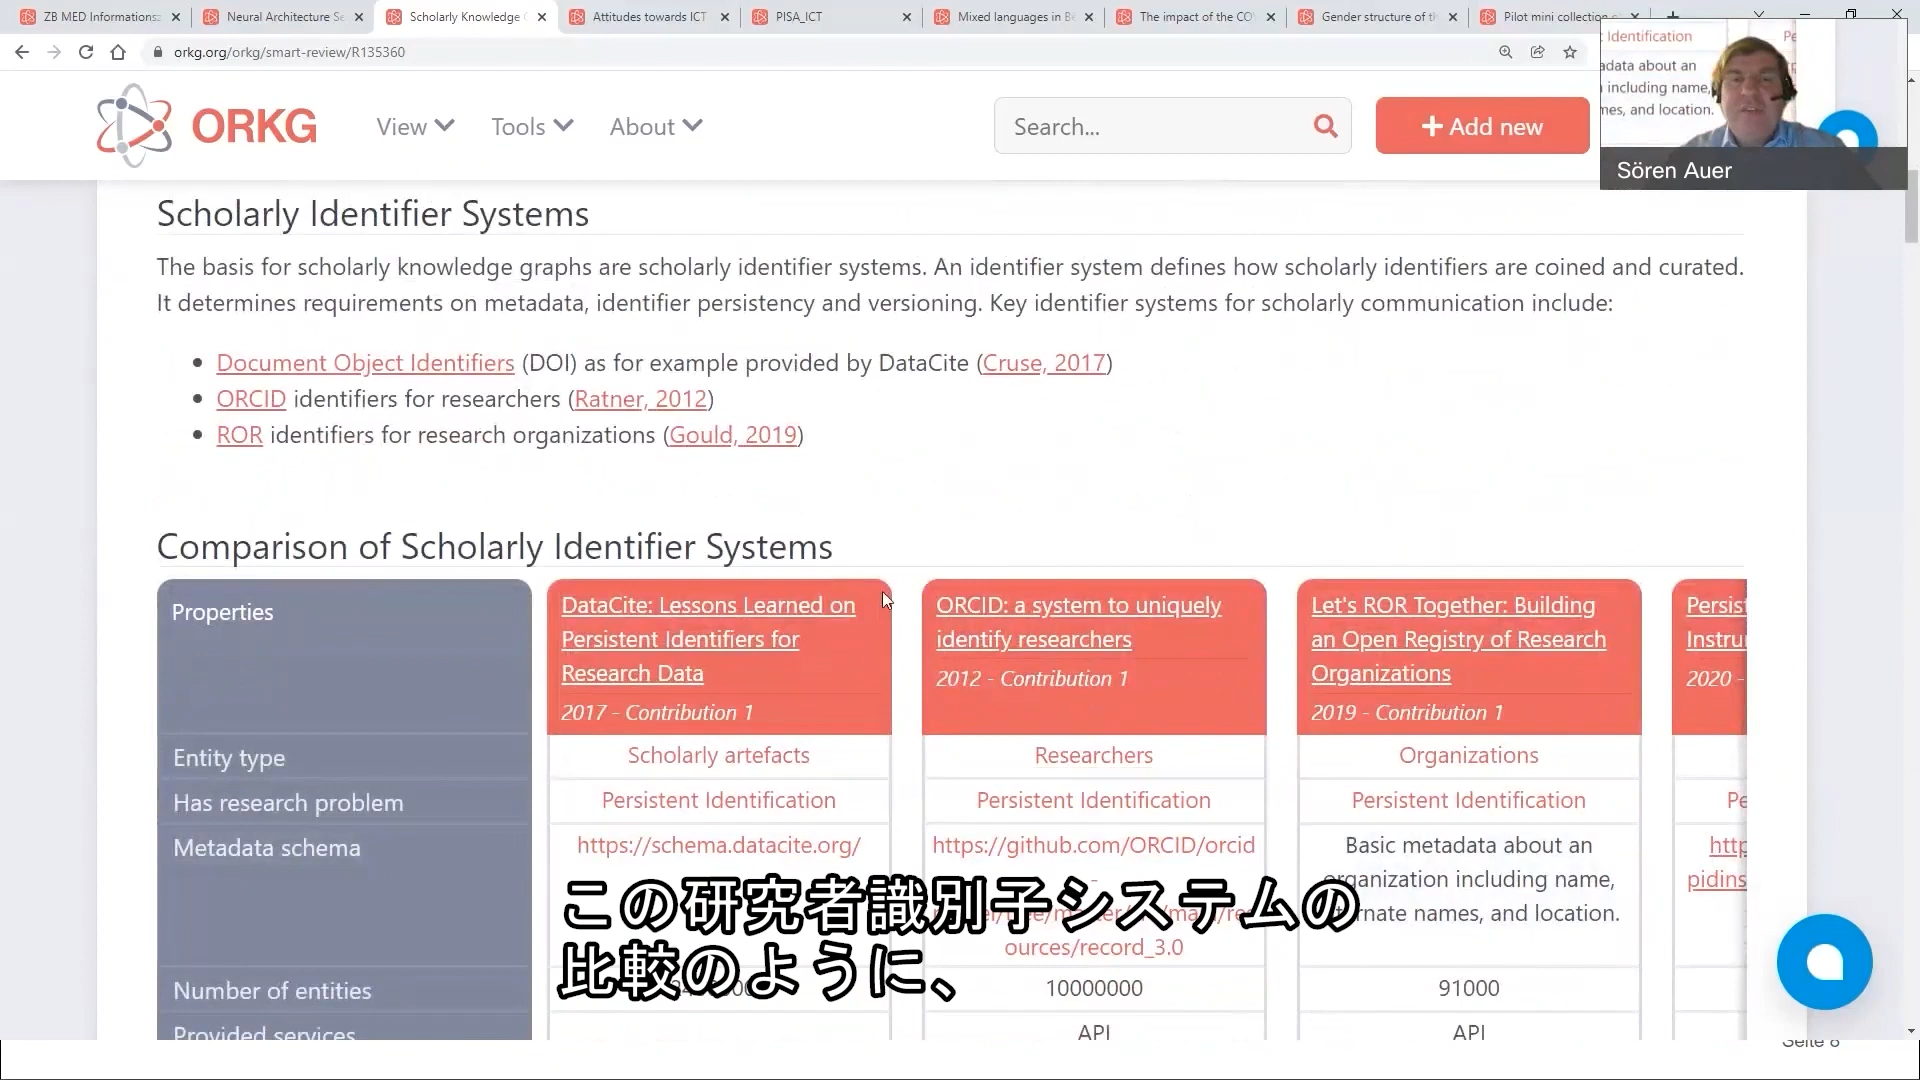 ZB MED Informations
Neural Architecture Se
Scholarly Knowledge
Attitudes towards ICT
PISA_ICT
Mixed languages in B
The impact of the CO
Gender structure of t
Pilot mini collection
orkg.org/orkg/smart-review/R135360
ORKG
View
Tools
About
Search...
Add new
t Identification
Pe
adata about an
including name,
nes, and location.
Sören Auer
Scholarly Identifier Systems
The basis for scholarly knowledge graphs are scholarly identifier systems. An identifier system defines how scholarly identifiers are coined and curated.
It determines requirements on metadata, identifier persistency and versioning. Key identifier systems for scholarly communication include:
• Document Object Identifiers (DOI) as for example provided by DataCite (Cruse, 2017)
• ORCID identifiers for researchers (Ratner, 2012)
• ROR identifiers for research organizations (Gould, 2019)
Comparison of Scholarly Identifier Systems
Properties
DataCite: Lessons Learned on
Persistent Identifiers for
Research Data
2017 - Contribution 1
ORCID: a system to uniquely
identify researchers
2012 - Contribution 1
Let's ROR Together: Building
an Open Registry of Research
Organizations
2019 - Contribution 1
Persist
Instru
2020 -
Entity type
Scholarly artefacts
Researchers
Organizations
Has research problem
Persistent Identification
Persistent Identification
Persistent Identification
Pe
Metadata schema
https://schema.datacite.org/
https://github.com/ORCID/orcid
-
ources/record_3.0
Basic metadata about an
organization including name,
alternate names, and location.
http
pidins
この研究者識別子システムの
比較のように、
Number of entities
10000000
91000
Provided services
API
API
Seite 8